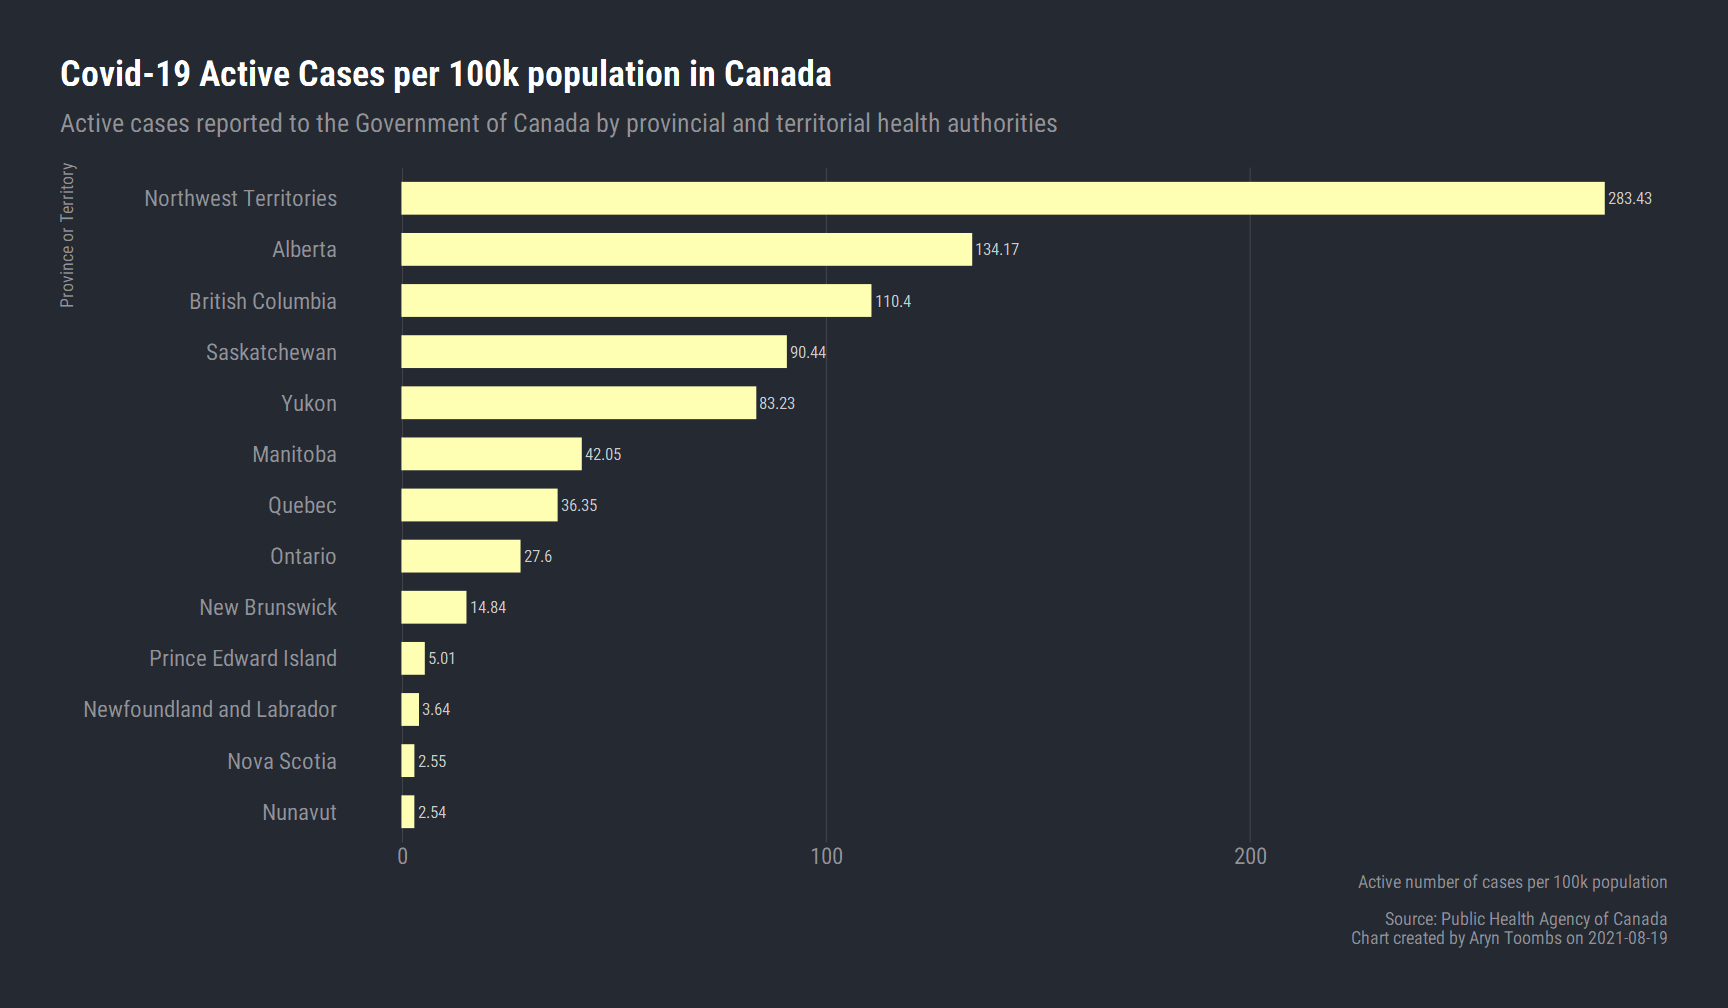 Covid-19 Active Cases per 100k population in Canada
Active cases reported to the Government of Canada by provincial and territorial health authorities
Province or Territory
Northwest Territories 283.43
Alberta 134.17
British Columbia 110.4
Saskatchewan 90.44
Yukon 83.23
Manitoba 42.05
Quebec 36.35
Ontario 27.6
New Brunswick 14.84
Prince Edward Island 5.01
Newfoundland and Labrador 3.64
Nova Scotia 2.55
Nunavut 2.54
0 100 200
Active number of cases per 100k population
Source: Public Health Agency of Canada
Chart created by Aryn Toombs on 2021-08-19